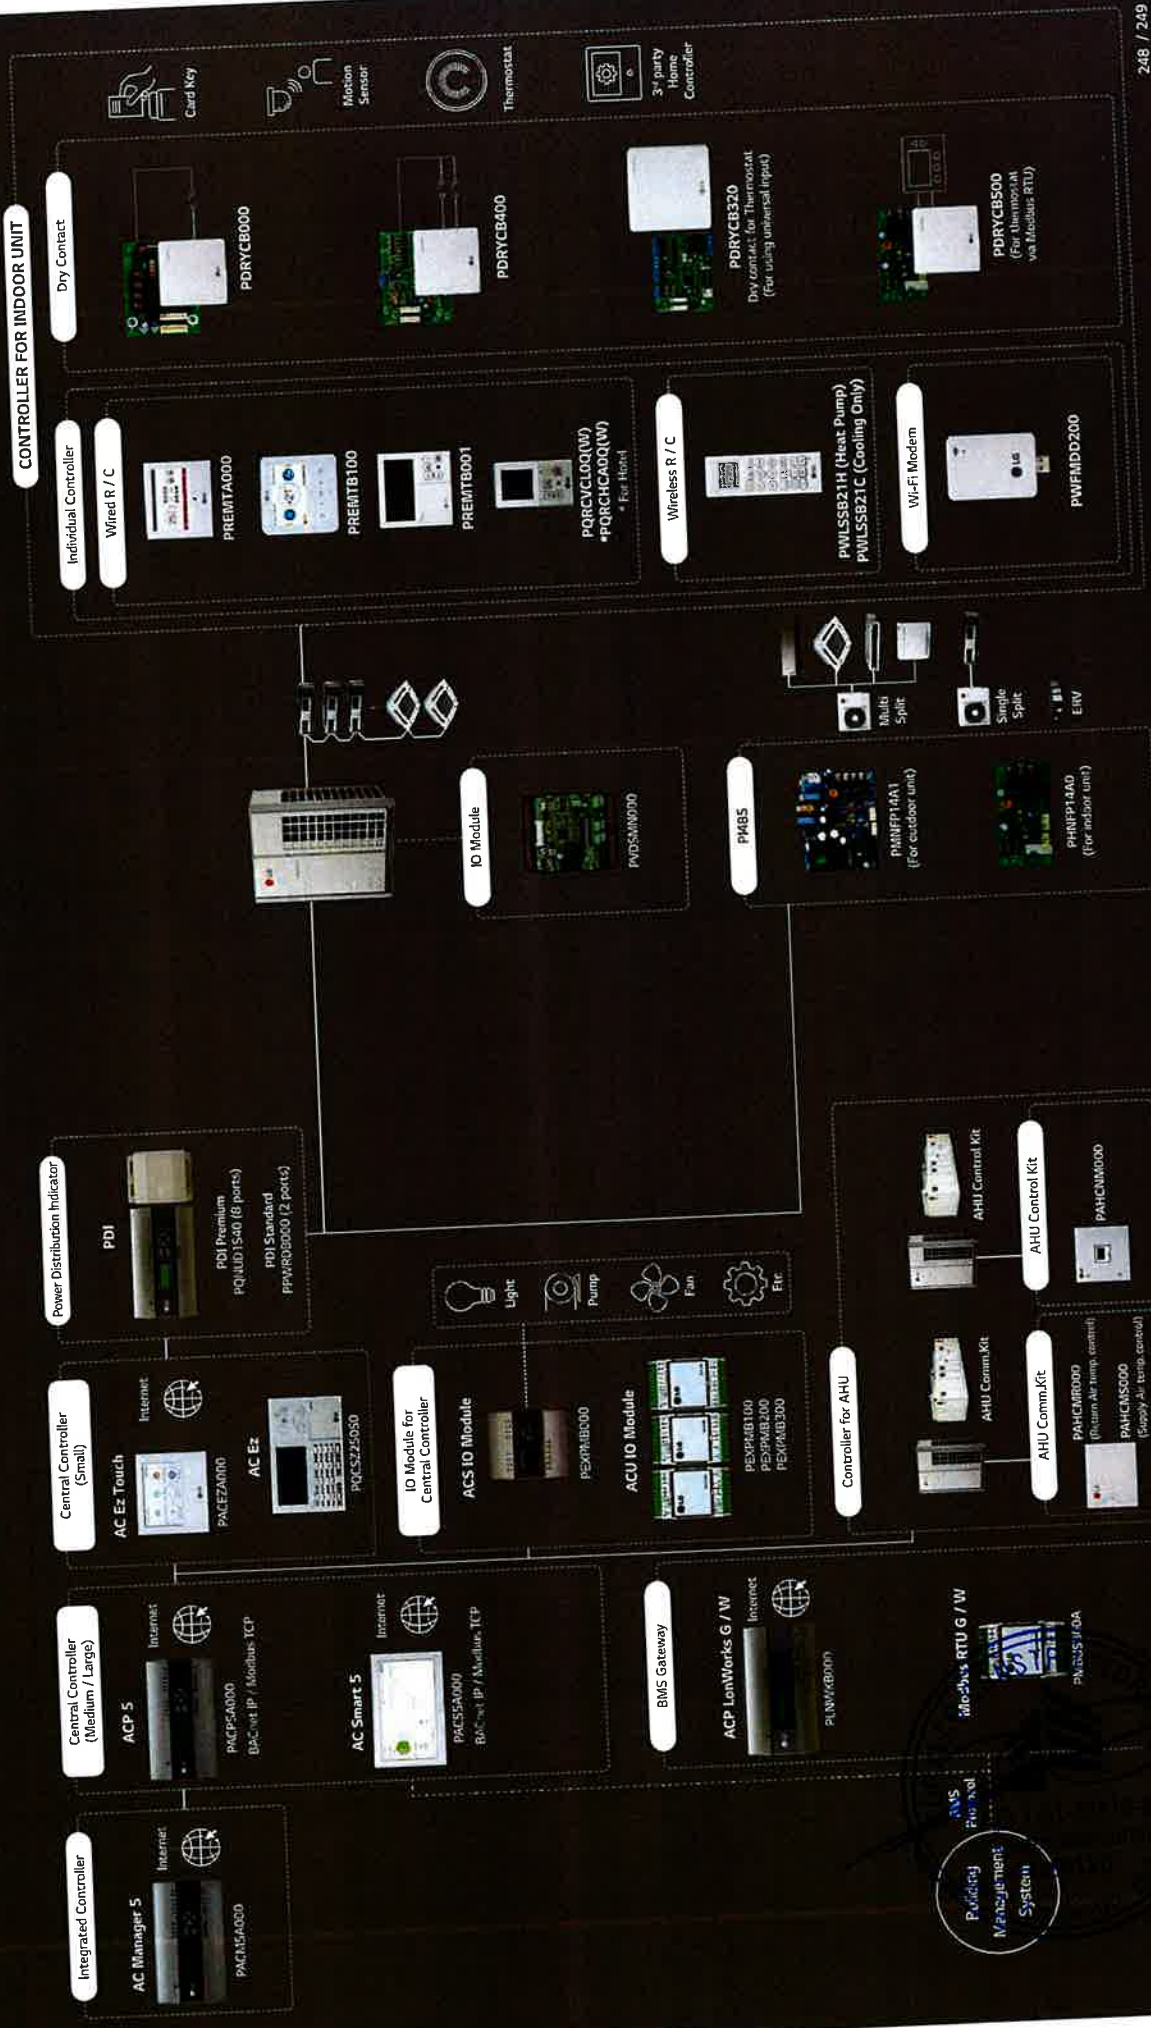 CONTROLLER FOR INDOOR UNIT
Integrated Controller
AC Manager 5
Internet
PACM5A000
Central Controller
(Medium / Large)
ACP 5
Internet
PACP5A000
BACnet IP / Modbus TCP
AC Smart 5
Internet
PACS5A000
BACnet IP / Modbus TCP
Central Controller
(Small)
AC Ez Touch
Internet
PACEZA000
AC Ez
PQCSZ250S0
Power Distribution Indicator
PDI
PDI Premium
PQNUD1S40 (8 ports)
PDI Standard
PPWRDB000 (2 ports)
IO Module for
Central Controller
ACS IO Module
PEXPMB000
ACU IO Module
PEXPMB100
PEXPMB200
PEXPMB300
Light
Pump
Fan
Etc
BMS Gateway
ACP LonWorks G / W
Internet
PLNWKB000
Modbus RTU G / W
Building
Management
System
Protocol
Controller for AHU
AHU Comm.Kit
AHU Control Kit
AHU Comm.Kit
PAHCMR000
(Return Air temp. control)
PAHCMS000
(Supply Air temp. control)
AHU Control Kit
PAHCNM000
LG
IO Module
PVDSMN000
PI485
PMNFP14A1
(For outdoor unit)
PHNFP14A0
(For indoor unit)
Multi
Split
Single
Split
ERV
Individual Controller
Wired R / C
PREMTA000
PREMTB100
PREMTB001
PQRCVCL0Q(W)
*PQRCHCA0Q(W)
* For Hotel
Wireless R / C
PWLSSB21H (Heat Pump)
PWLSSB21C (Cooling Only)
Wi-Fi Modem
LG
PWFMDD200
Dry Contact
PDRYCB000
PDRYCB400
PDRYCB320
Dry contact for Thermostat
(For using universal input)
PDRYCB500
(For thermostat
via Modbus RTU)
Card Key
Motion
Sensor
Thermostat
3rd party
Home
Controller
248 / 249